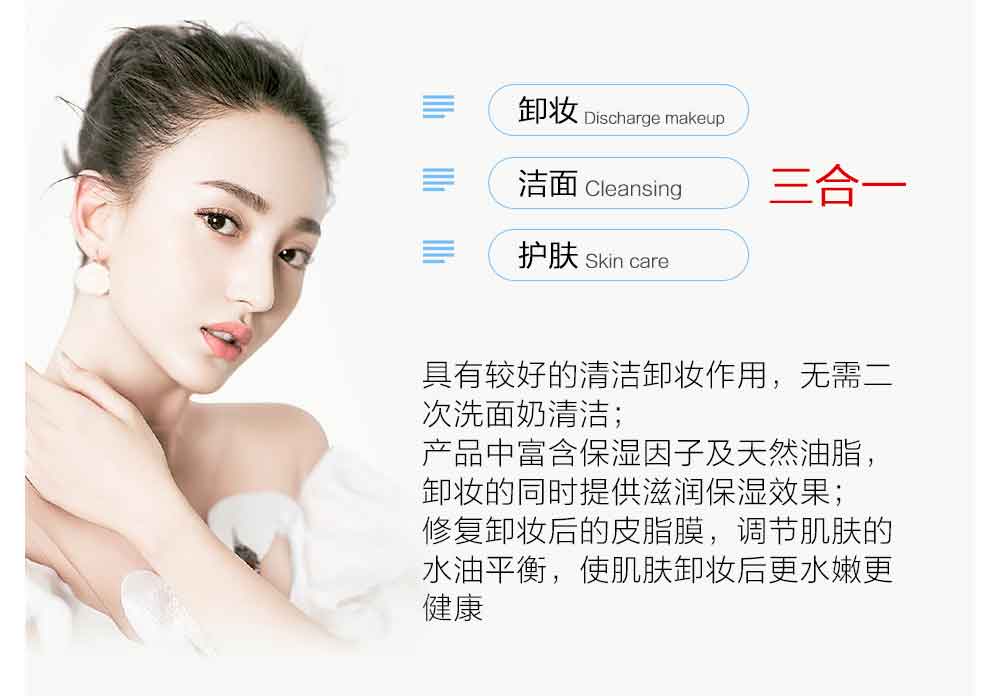 卸妆 Discharge makeup
洁面 Cleansing
三合一
护肤 Skin care
具有较好的清洁卸妆作用，无需二
次洗面奶清洁；
产品中富含保湿因子及天然油脂，
卸妆的同时提供滋润保湿效果；
修复卸妆后的皮脂膜，调节肌肤的
水油平衡，使肌肤卸妆后更水嫩更
健康